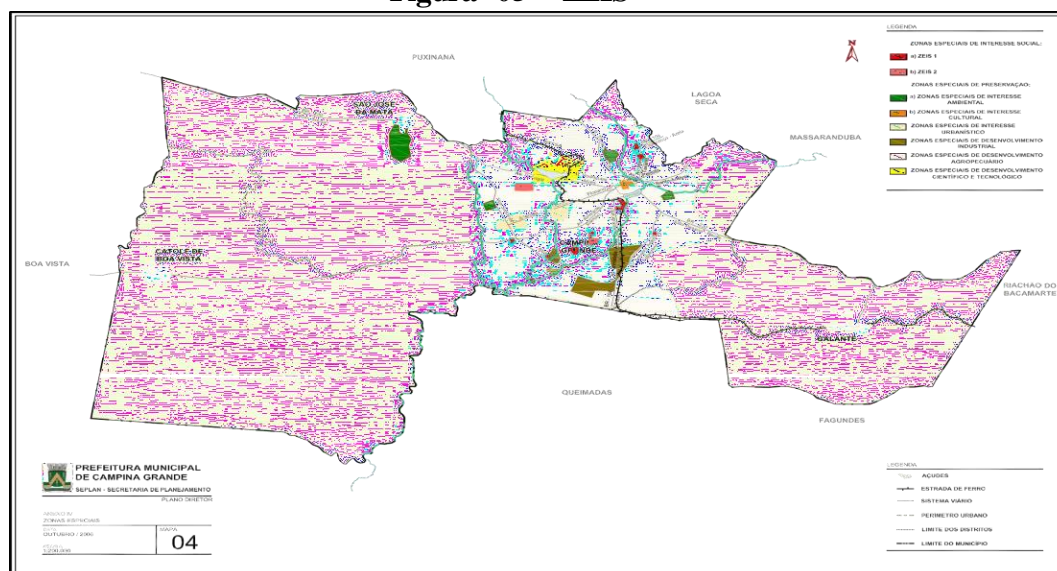 PUXINANA
LAGOA
SECA
MASSARANDUBA
SÃO JOSÉ
DA MATA
CATOLÉ DE
BOA VISTA
BOA VISTA
CAMPINA
GRANDE
RIACHÃO DO
BACAMARTE
GALANTE
QUEIMADAS
FAGUNDES
LEGENDA
ZONAS ESPECIAIS DE INTERESSE SOCIAL:
a) ZEIS 1
b) ZEIS 2
ZONAS ESPECIAIS DE PRESERVAÇÃO:
a) ZONAS ESPECIAIS DE INTERESSE
AMBIENTAL
b) ZONAS ESPECIAIS DE INTERESSE
CULTURAL
ZONAS ESPECIAIS DE INTERESSE
URBANÍSTICO
ZONAS ESPECIAIS DE DESENVOLVIMENTO
INDUSTRIAL
ZONAS ESPECIAIS DE DESENVOLVIMENTO
AGROPECUÁRIO
ZONAS ESPECIAIS DE DESENVOLVIMENTO
CIENTÍFICO E TECNOLÓGICO
PREFEITURA MUNICIPAL
DE CAMPINA GRANDE
SEPLAN - SECRETARIA DE PLANEJAMENTO
PLANO DIRETOR
ZONAS ESPECIAIS
MAPA
04
LEGENDA
AÇUDES
ESTRADA DE FERRO
SISTEMA VIÁRIO
PERÍMETRO URBANO
LIMITE DOS DISTRITOS
LIMITE DO MUNICÍPIO